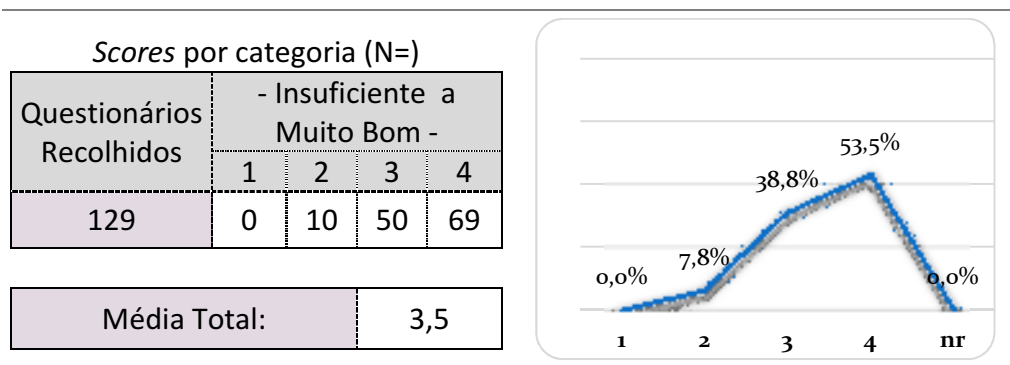 Scores por categoria (N=)
Questionários
Recolhidos
- Insuficiente a
Muito Bom -
1 2 3 4
129 0 10 50 69
Média Total: 3,5
53,5%
38,8%
7,8%
0,0% 0,0%
1 2 3 4 nr